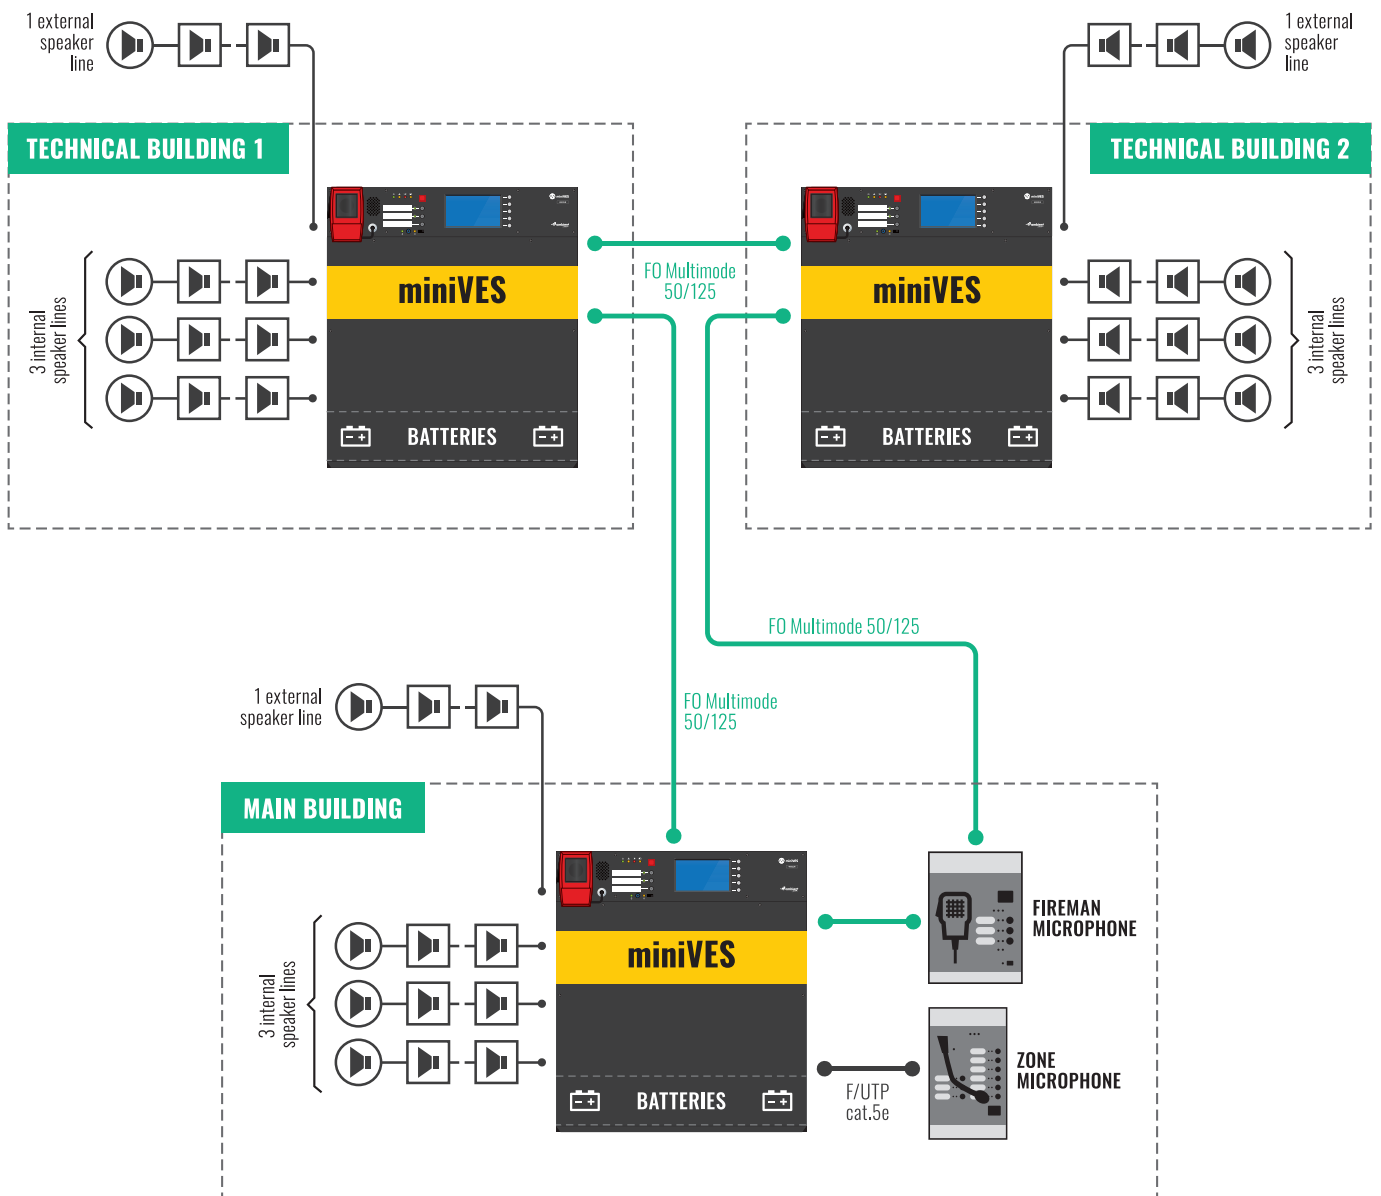 1 external
speaker
line
1 external
speaker
line
TECHNICAL BUILDING 1
TECHNICAL BUILDING 2
miniVES
FO Multimode
50/125
miniVES
3 internal
speaker lines
3 internal
speaker lines
BATTERIES
BATTERIES
FO Multimode 50/125
1 external
speaker line
FO Multimode
50/125
MAIN BUILDING
miniVES
FIREMAN
MICROPHONE
3 internal
speaker lines
ZONE
MICROPHONE
F/UTP
cat.5e
BATTERIES